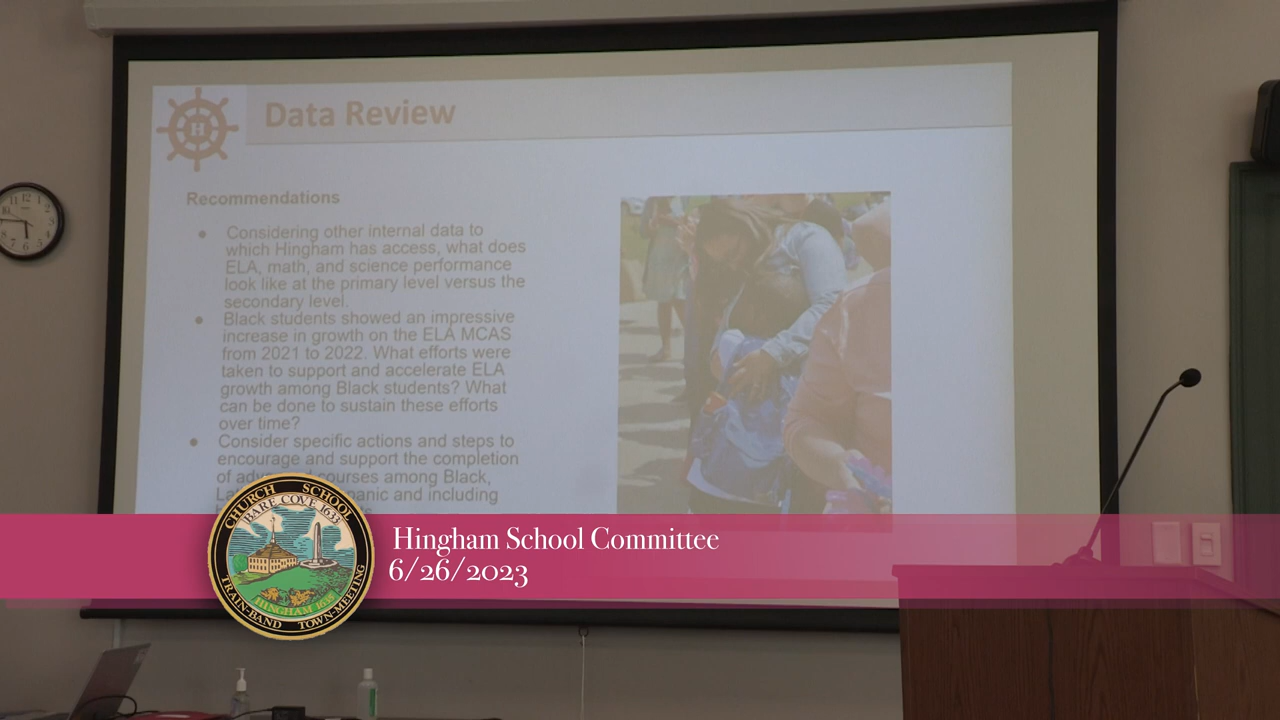 Data Review
Recommendations
Considering other internal data to
which Hingham has access, what does
ELA, math, and science performance
look like at the primary level versus the
secondary level.
Black students showed an impressive
increase in growth on the ELA MCAS
from 2021 to 2022. What efforts were
taken to support and accelerate ELA
growth among Black students? What
can be done to sustain these efforts
over time?
Consider specific actions and steps to
encourage and support the completion
of courses among Black,
and including
Hingham School Committee
6/26/2023
CHURCH SCHOOL
BARE COVE 1633
HINGHAM 1635
TRAIN-BAND TOWN-MEETING
H